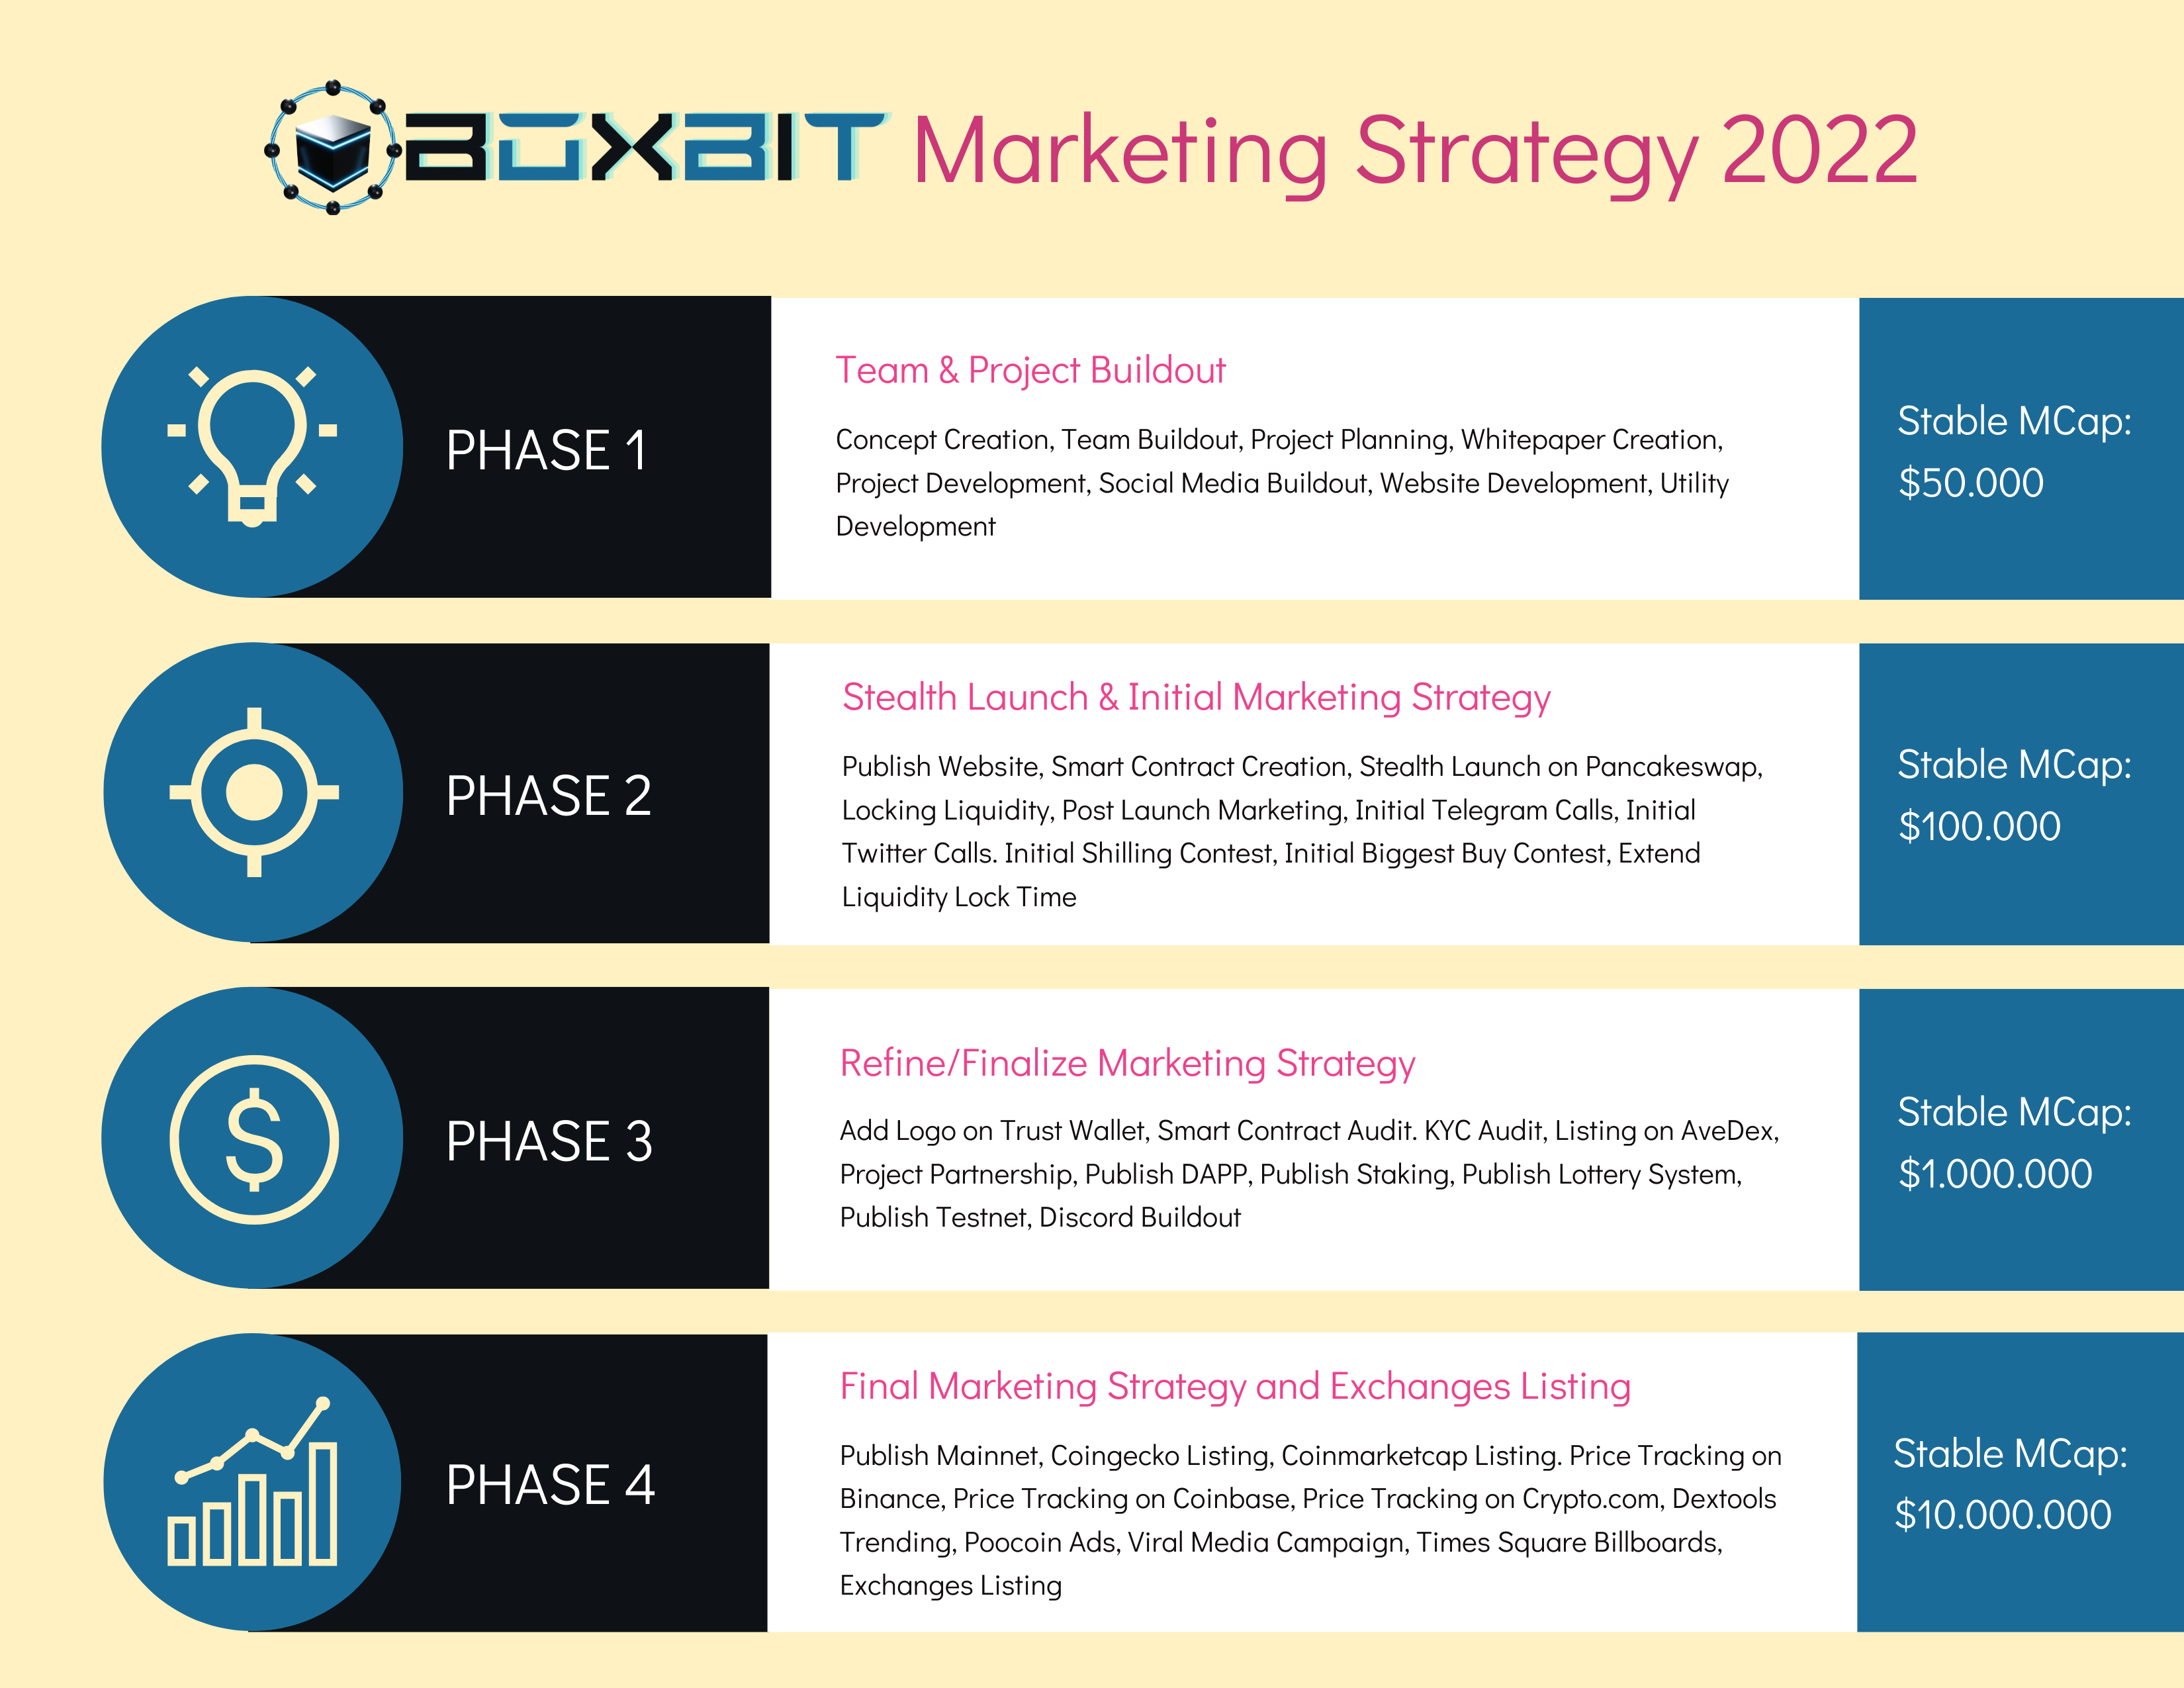 BOXBIT Marketing Strategy 2022
PHASE 1
Team & Project Buildout
Concept Creation, Team Buildout, Project Planning, Whitepaper Creation,
Project Development, Social Media Buildout, Website Development, Utility
Development
Stable MCap:
$50.000
PHASE 2
Stealth Launch & Initial Marketing Strategy
Publish Website, Smart Contract Creation, Stealth Launch on Pancakeswap,
Locking Liquidity, Post Launch Marketing, Initial Telegram Calls, Initial
Twitter Calls. Initial Shilling Contest, Initial Biggest Buy Contest, Extend
Liquidity Lock Time
Stable MCap:
$100.000
PHASE 3
Refine/Finalize Marketing Strategy
Add Logo on Trust Wallet, Smart Contract Audit. KYC Audit, Listing on AveDex,
Project Partnership, Publish DAPP, Publish Staking, Publish Lottery System,
Publish Testnet, Discord Buildout
Stable MCap:
$1.000.000
PHASE 4
Final Marketing Strategy and Exchanges Listing
Publish Mainnet, Coingecko Listing, Coinmarketcap Listing. Price Tracking on
Binance, Price Tracking on Coinbase, Price Tracking on Crypto.com, Dextools
Trending, Poocoin Ads, Viral Media Campaign, Times Square Billboards,
Exchanges Listing
Stable MCap:
$10.000.000